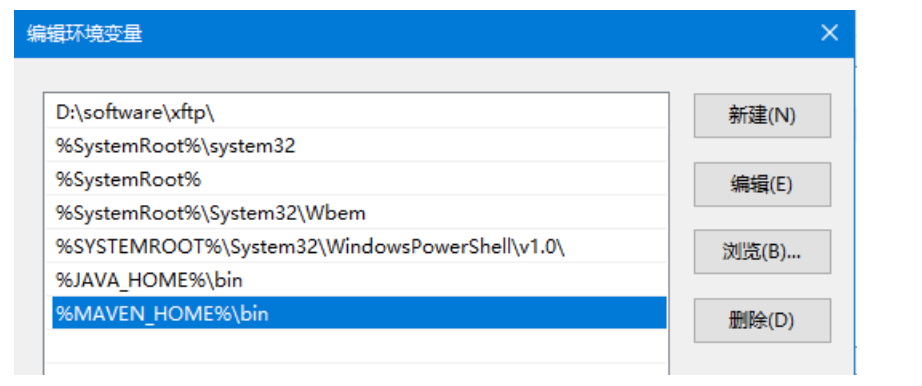 编辑环境变量
D:\software\xftp\
新建(N)
%SystemRoot%\system32
%SystemRoot%
编辑(E)
%SystemRoot%\System32\Wbem
%SYSTEMROOT%\System32\WindowsPowerShell\v1.0\
浏览(B)...
%JAVA_HOME%\bin
%MAVEN_HOME%\bin
删除(D)